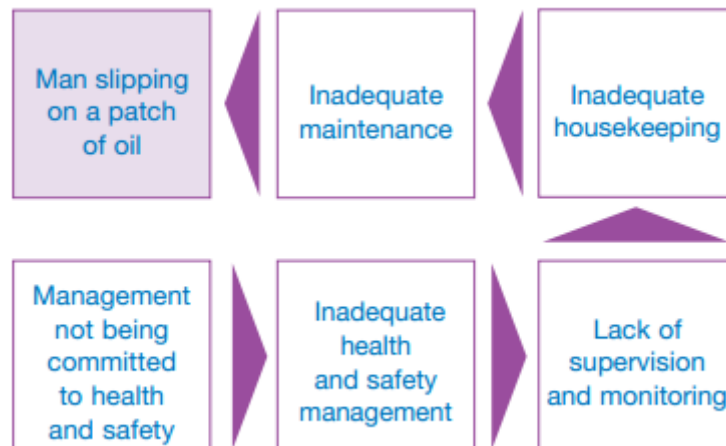 Man slipping
on a patch
of oil
Inadequate
maintenance
Inadequate
housekeeping
Management
not being
committed
to health
and safety
Inadequate
health
and safety
management
Lack of
supervision
and monitoring